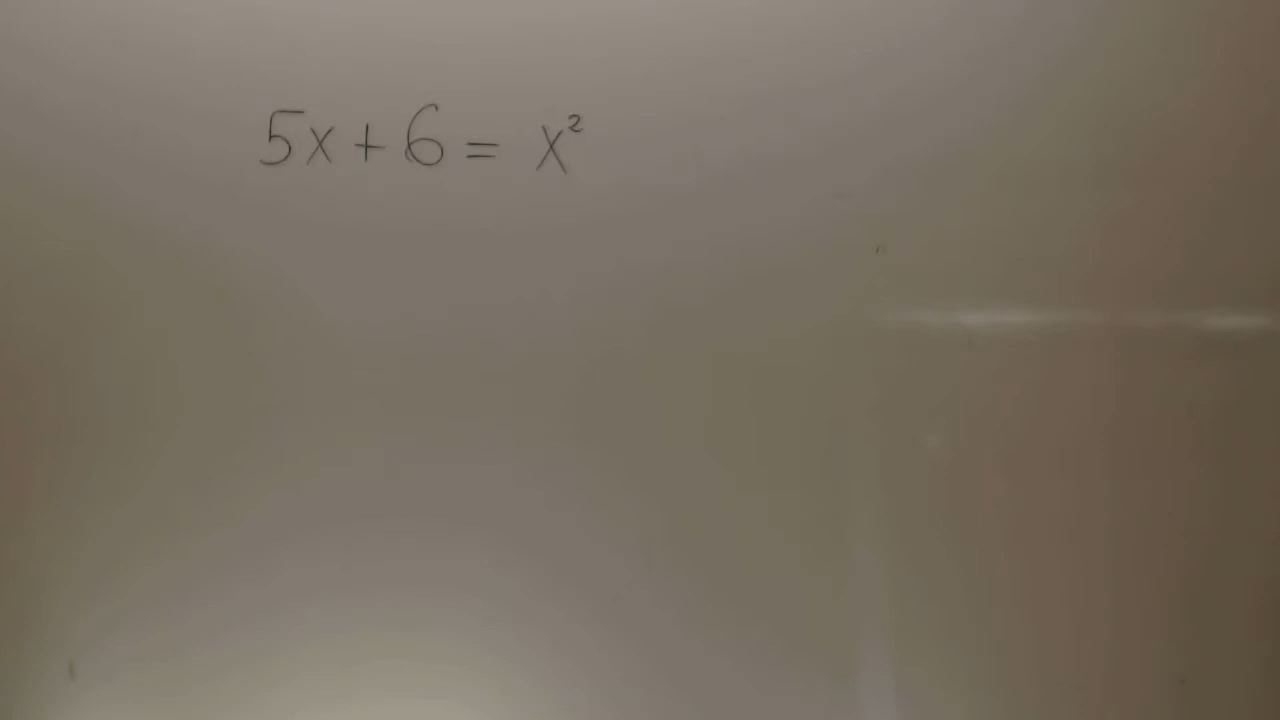 5x + 6 = x²